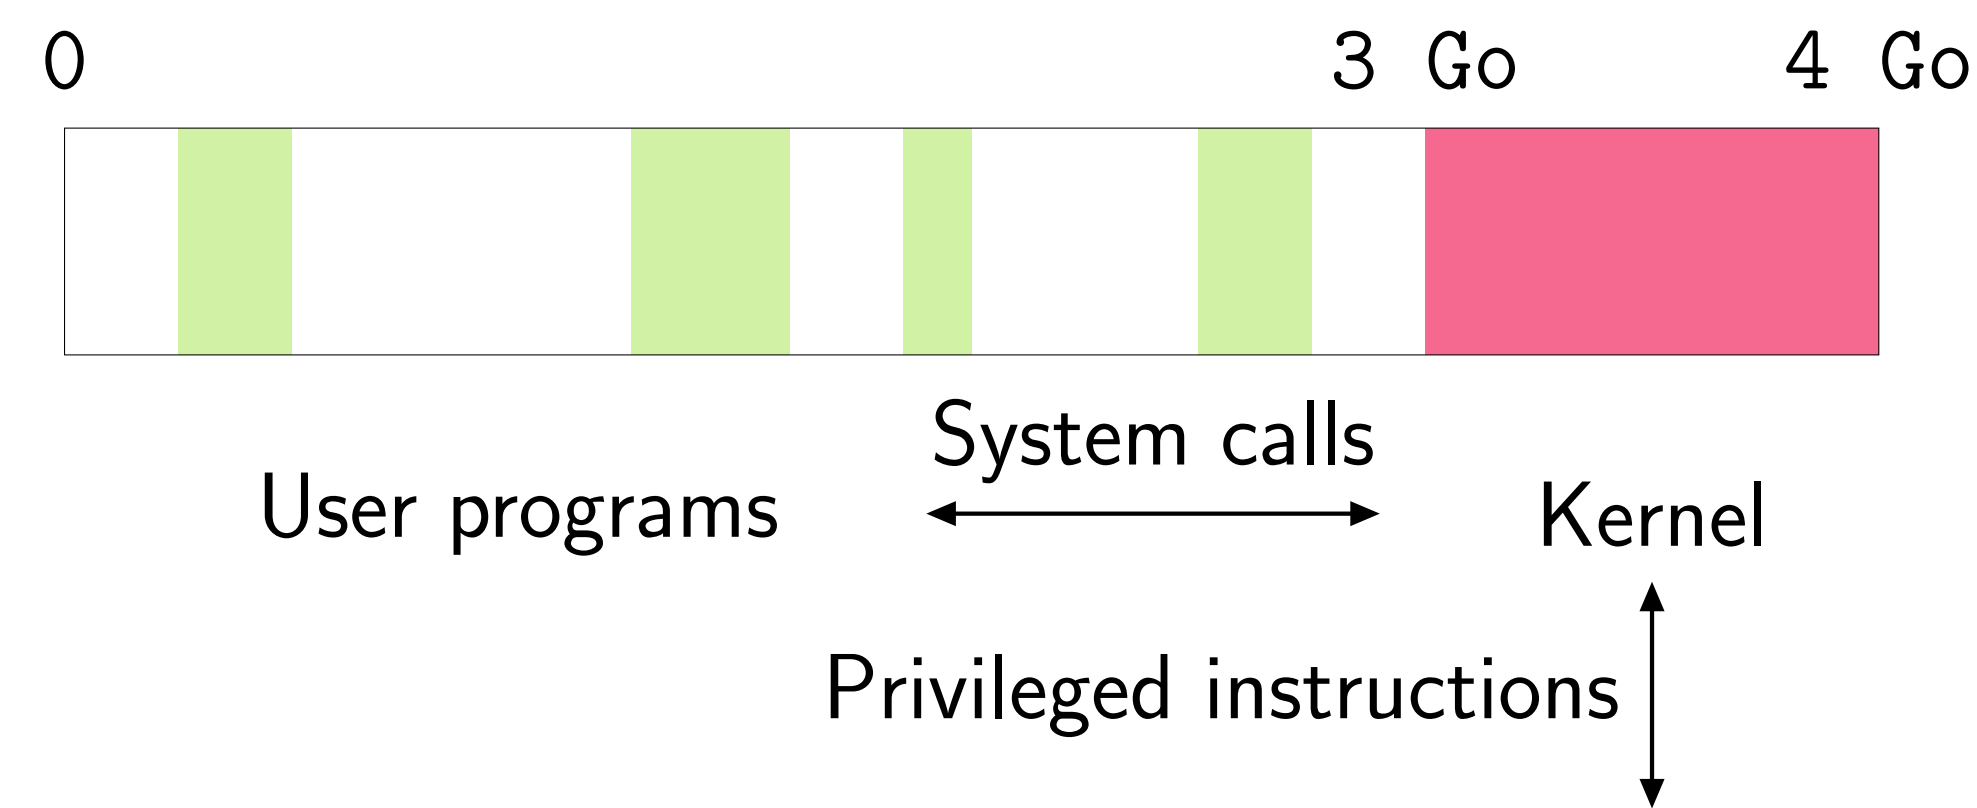 0 3 Go 4 Go
System calls
User programs
Kernel
Privileged instructions